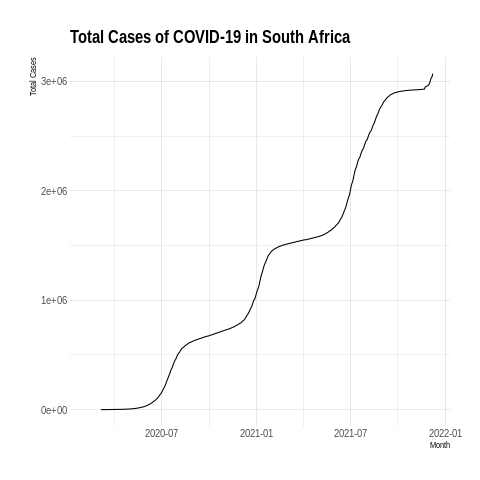 Total Cases of COVID-19 in South Africa
Total Cases
3e+06
2e+06
1e+06
0e+00
2020-07 2021-01 2021-07 2022-01
Month